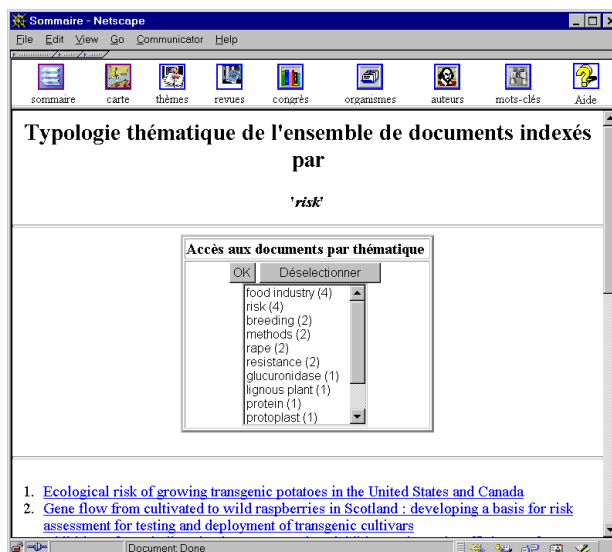 Sommaire - Netscape
File Edit View Go Communicator Help
sommaire carte thèmes revues congrès organismes auteurs mots-clés Aide
Typologie thématique de l'ensemble de documents indexés
par
'risk'
Accès aux documents par thématique
OK Déselectionner
food industry (4)
risk (4)
breeding (2)
methods (2)
rape (2)
resistance (2)
glucuronidase (1)
lignous plant (1)
protein (1)
protoplast (1)
1. Ecological risk of growing transgenic potatoes in the United States and Canada
2. Gene flow from cultivated to wild raspberries in Scotland : developing a basis for risk
assessment for testing and deployment of transgenic cultivars
Document Done